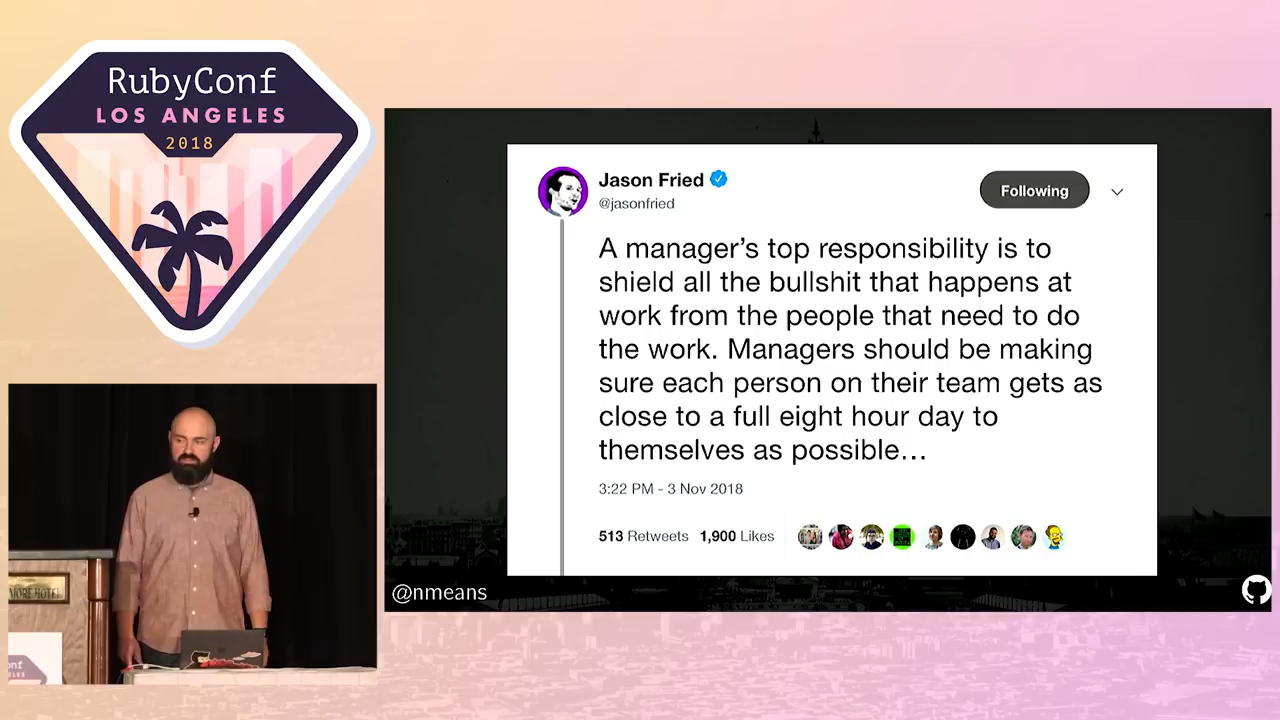 RubyConf
LOS ANGELES
2018
Jason Fried
@jasonfried
Following
A manager’s top responsibility is to
shield all the bullshit that happens at
work from the people that need to do
the work. Managers should be making
sure each person on their team gets as
close to a full eight hour day to
themselves as possible…
3:22 PM - 3 Nov 2018
513 Retweets 1,900 Likes
@nmeans
MORE HOTEL